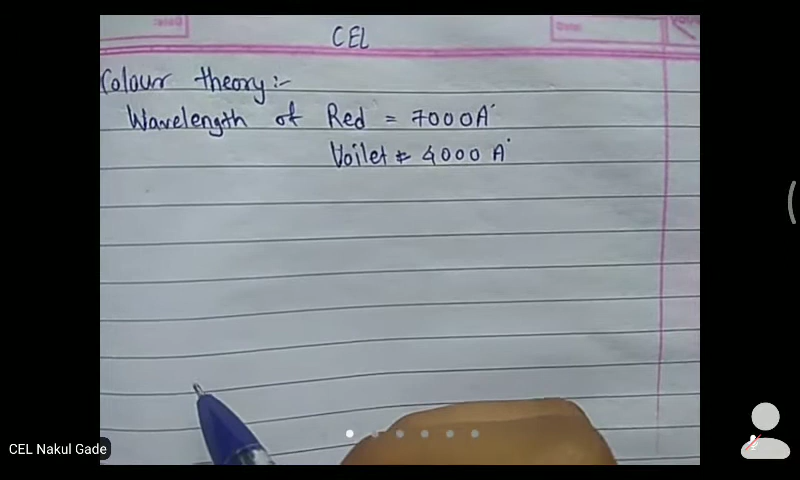 CEL
Colour theory:-
Wavelength of Red = 7000A°
Voilet = 4000 A°
CEL Nakul Gade